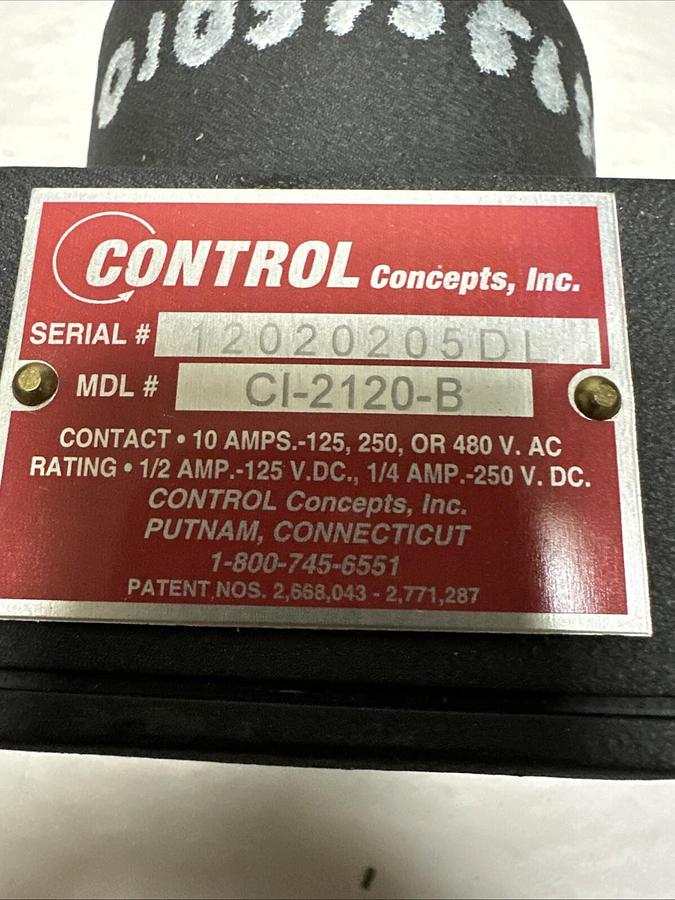 CONTROL Concepts, Inc.
SERIAL # 12020205DL
MDL # CI-2120-B
CONTACT • 10 AMPS.-125, 250, OR 480 V. AC
RATING • 1/2 AMP.-125 V.DC., 1/4 AMP.-250 V. DC.
CONTROL Concepts, Inc.
PUTNAM, CONNECTICUT
1-800-745-6551
PATENT NOS. 2,668,043 - 2,771,287